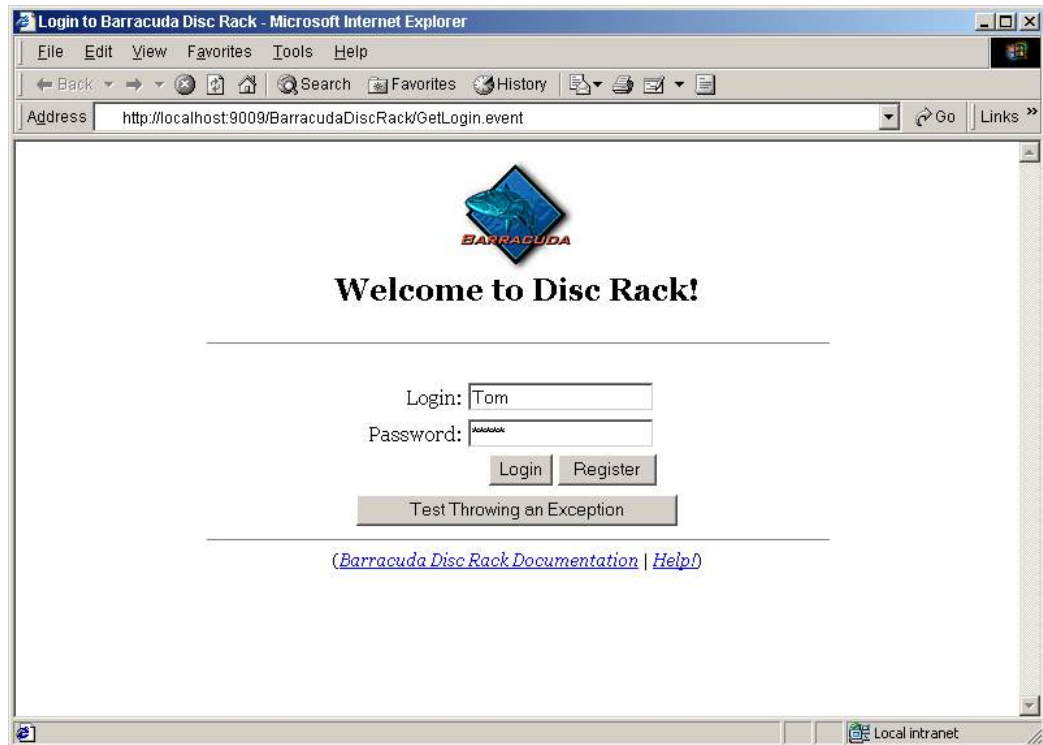 Login to Barracuda Disc Rack - Microsoft Internet Explorer
File Edit View Favorites Tools Help
Back Search Favorites History
Address http://localhost:9009/BarracudaDiscRack/GetLogin.event Go Links »
BARRACUDA
Welcome to Disc Rack!
Login: Tom
Password: ******
Login Register
Test Throwing an Exception
(Barracuda Disc Rack Documentation | Help!)
Local intranet